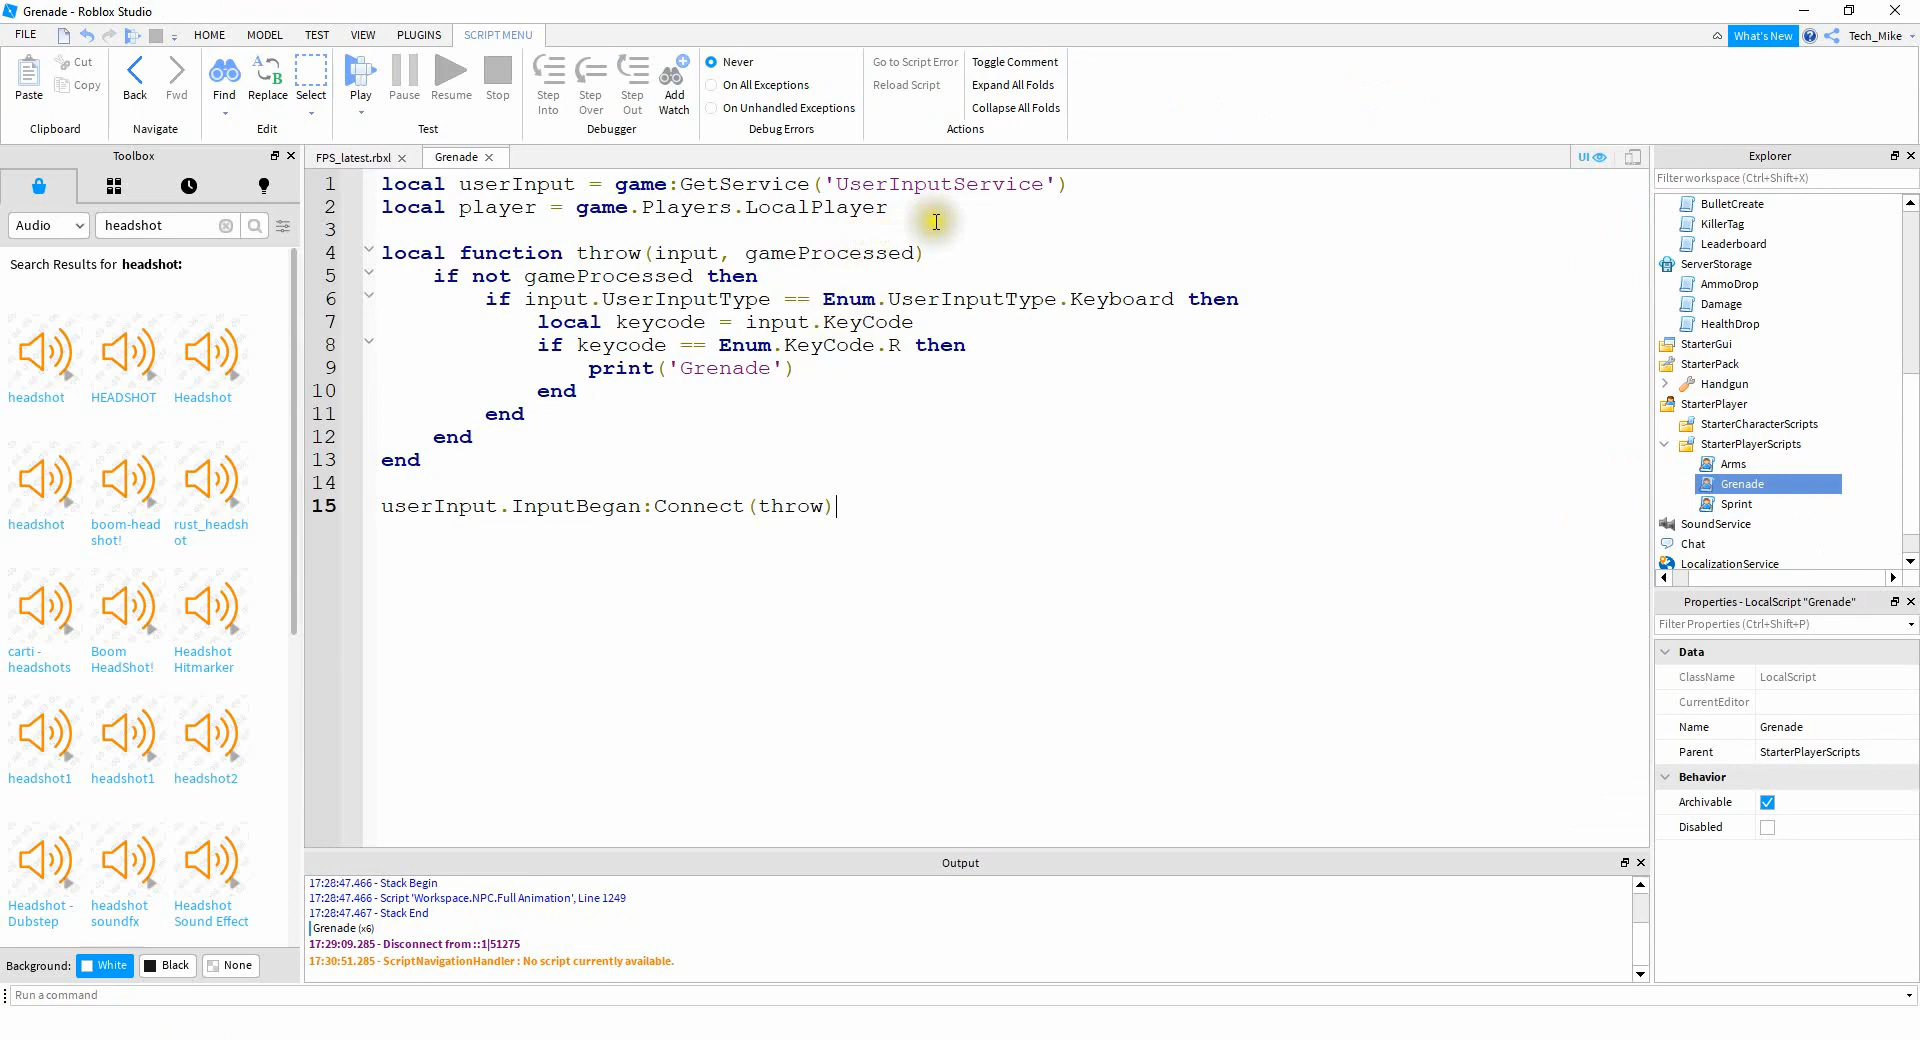 Grenade - Roblox Studio
FILE HOME MODEL TEST VIEW PLUGINS SCRIPT MENU What's New Tech_Mike
Paste Cut Copy Clipboard
Back Fwd Navigate
Find Replace Select Edit
Play Pause Resume Stop Test
Step Into Step Over Step Out Add Watch Debugger
Never
On All Exceptions
On Unhandled Exceptions
Debug Errors
Go to Script Error Toggle Comment
Reload Script Expand All Folds
Collapse All Folds
Actions
Toolbox
Audio headshot
Search Results for headshot:
headshot HEADSHOT Headshot
headshot boom-head shot! rust_headsh ot
carti - headshots Boom HeadShot! Headshot Hitmarker
headshot1 headshot1 headshot2
Headshot - Dubstep headshot soundfx Headshot Sound Effect
Background: White Black None
FPS_latest.rbxl Grenade UI
1 local userInput = game:GetService('UserInputService')
2 local player = game.Players.LocalPlayer
3
4 local function throw(input, gameProcessed)
5 if not gameProcessed then
6 if input.UserInputType == Enum.UserInputType.Keyboard then
7 local keycode = input.KeyCode
8 if keycode == Enum.KeyCode.R then
9 print('Grenade')
10 end
11 end
12 end
13 end
14
15 userInput.InputBegan:Connect(throw)
Output
17:28:47.466 - Stack Begin
17:28:47.466 - Script 'Workspace.NPC.Full Animation', Line 1249
17:28:47.467 - Stack End
Grenade (x6)
17:29:09.285 - Disconnect from ::1|51275
17:30:51.285 - ScriptNavigationHandler : No script currently available.
Run a command
Explorer
Filter workspace (Ctrl+Shift+X)
BulletCreate
KillerTag
Leaderboard
ServerStorage
AmmoDrop
Damage
HealthDrop
StarterGui
StarterPack
Handgun
StarterPlayer
StarterCharacterScripts
StarterPlayerScripts
Arms
Grenade
Sprint
SoundService
Chat
LocalizationService
Properties - LocalScript "Grenade"
Filter Properties (Ctrl+Shift+P)
Data
ClassName LocalScript
CurrentEditor
Name Grenade
Parent StarterPlayerScripts
Behavior
Archivable
Disabled